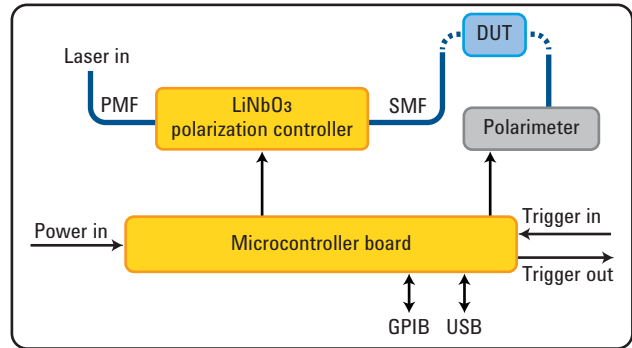 DUT
Laser in
PMF
LiNbO3
polarization controller
SMF
Polarimeter
Power in
Microcontroller board
Trigger in
Trigger out
GPIB
USB